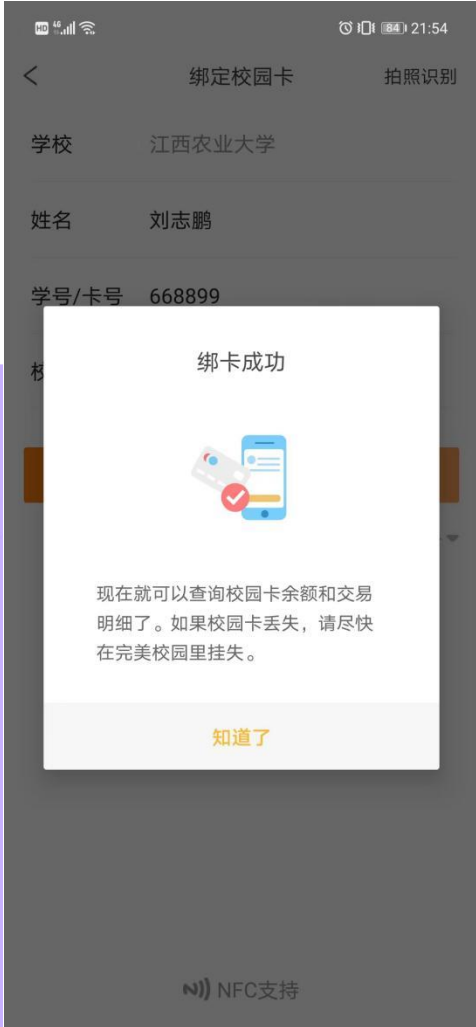 HD 46 84 21:54
绑定校园卡 拍照识别
学校 江西农业大学
姓名 刘志鹏
学号/卡号 668899
绑卡成功
现在就可以查询校园卡余额和交易
明细了。如果校园卡丢失，请尽快
在完美校园里挂失。
知道了
NFC支持